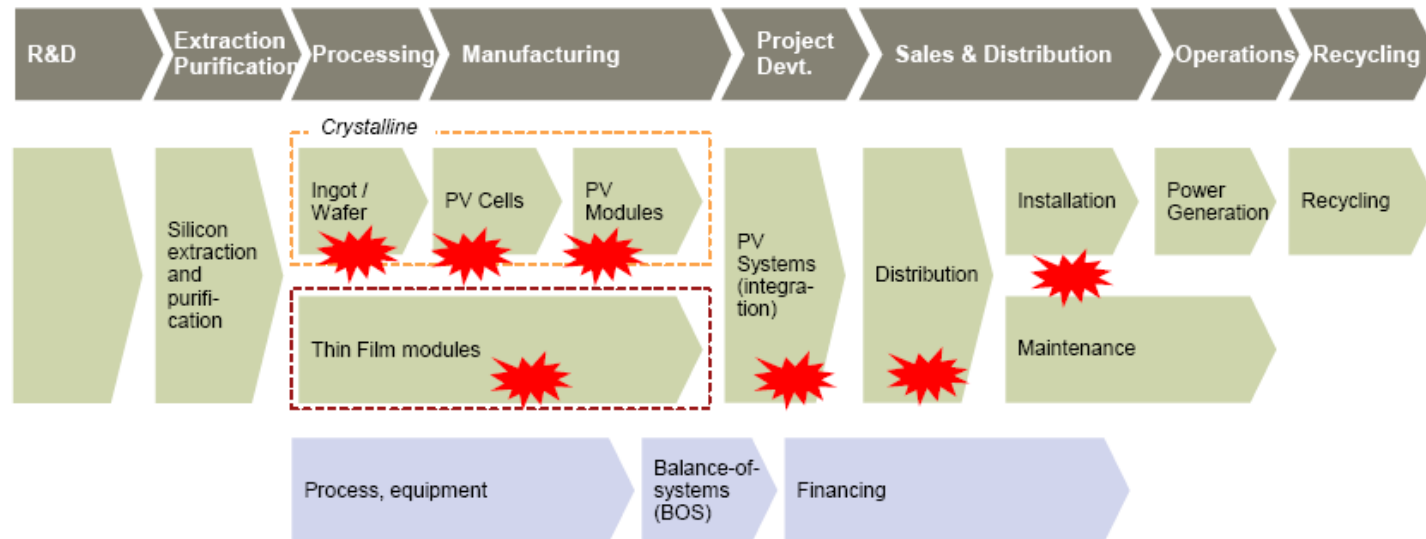 R&D
Extraction
Purification
Processing
Manufacturing
Project
Devt.
Sales & Distribution
Operations
Recycling
Crystalline
Ingot /
Wafer
PV Cells
PV
Modules
Silicon
extraction
and
purifi-
cation
Thin Film modules
PV
Systems
(integra-
tion)
Distribution
Installation
Power
Generation
Recycling
Maintenance
Process, equipment
Balance-of-
systems
(BOS)
Financing